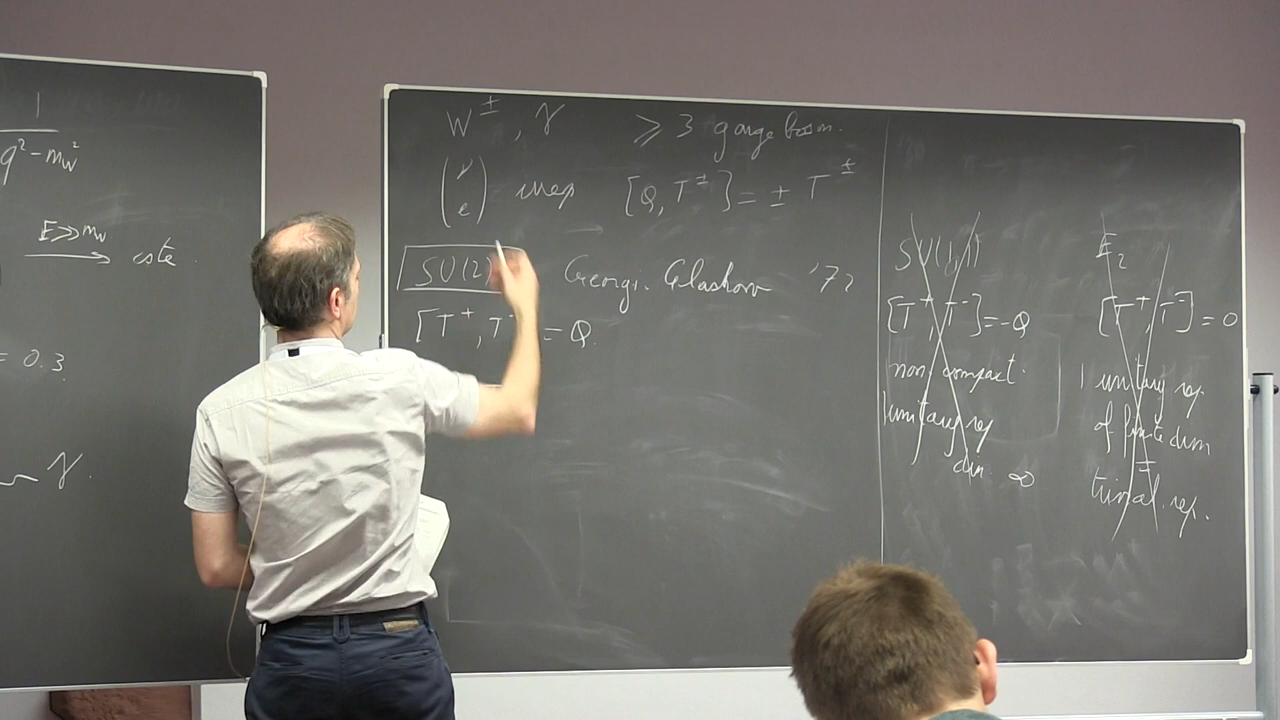 1
q² - m_W²
E >> m_W
→ cste.
= 0.3
γ.
W^±, γ ≥ 3 gauge boson.
(ν e) [Q, T^±] = ± T^±
SU(2) Georgi. Glashow '72
[T^+, T^-] = Q.
SU(1,1)
[T^+, T^-] = -Q
non compact.
unitary rep
dim. ∞
E_2
[T^+, T^-] = 0
1 unitary rep.
of finite dim
=
trivial. rep.